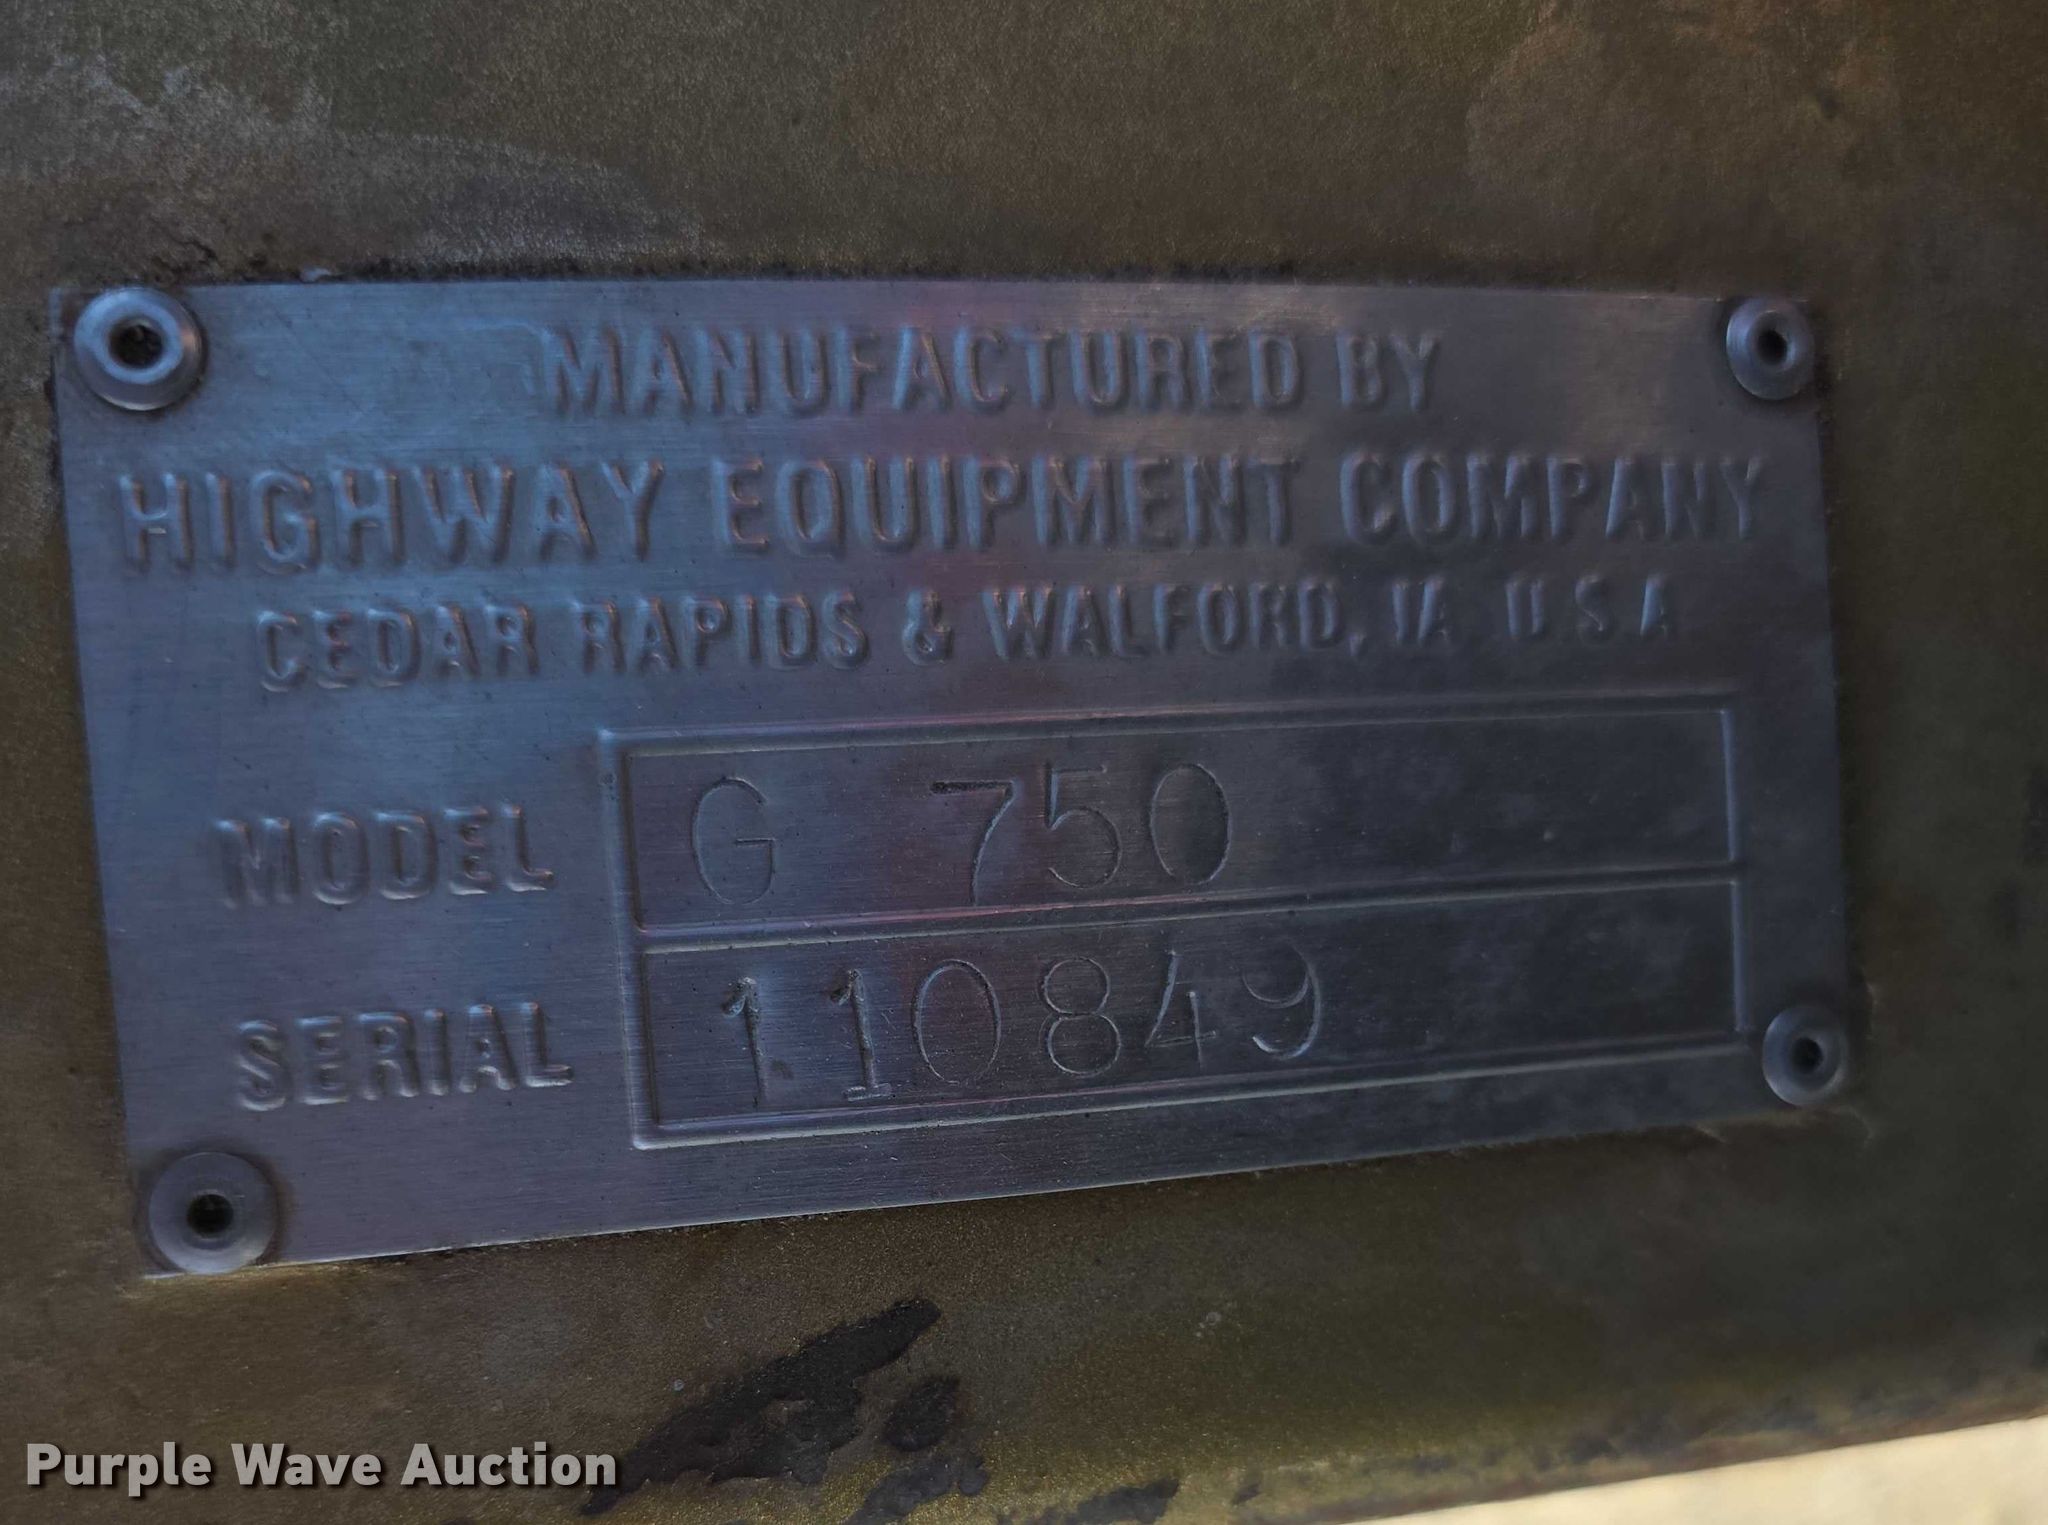 MANUFACTURED BY
HIGHWAY EQUIPMENT COMPANY
CEDAR RAPIDS & WALFORD, IA U.S.A
MODEL G 750
SERIAL 110849
Purple Wave Auction